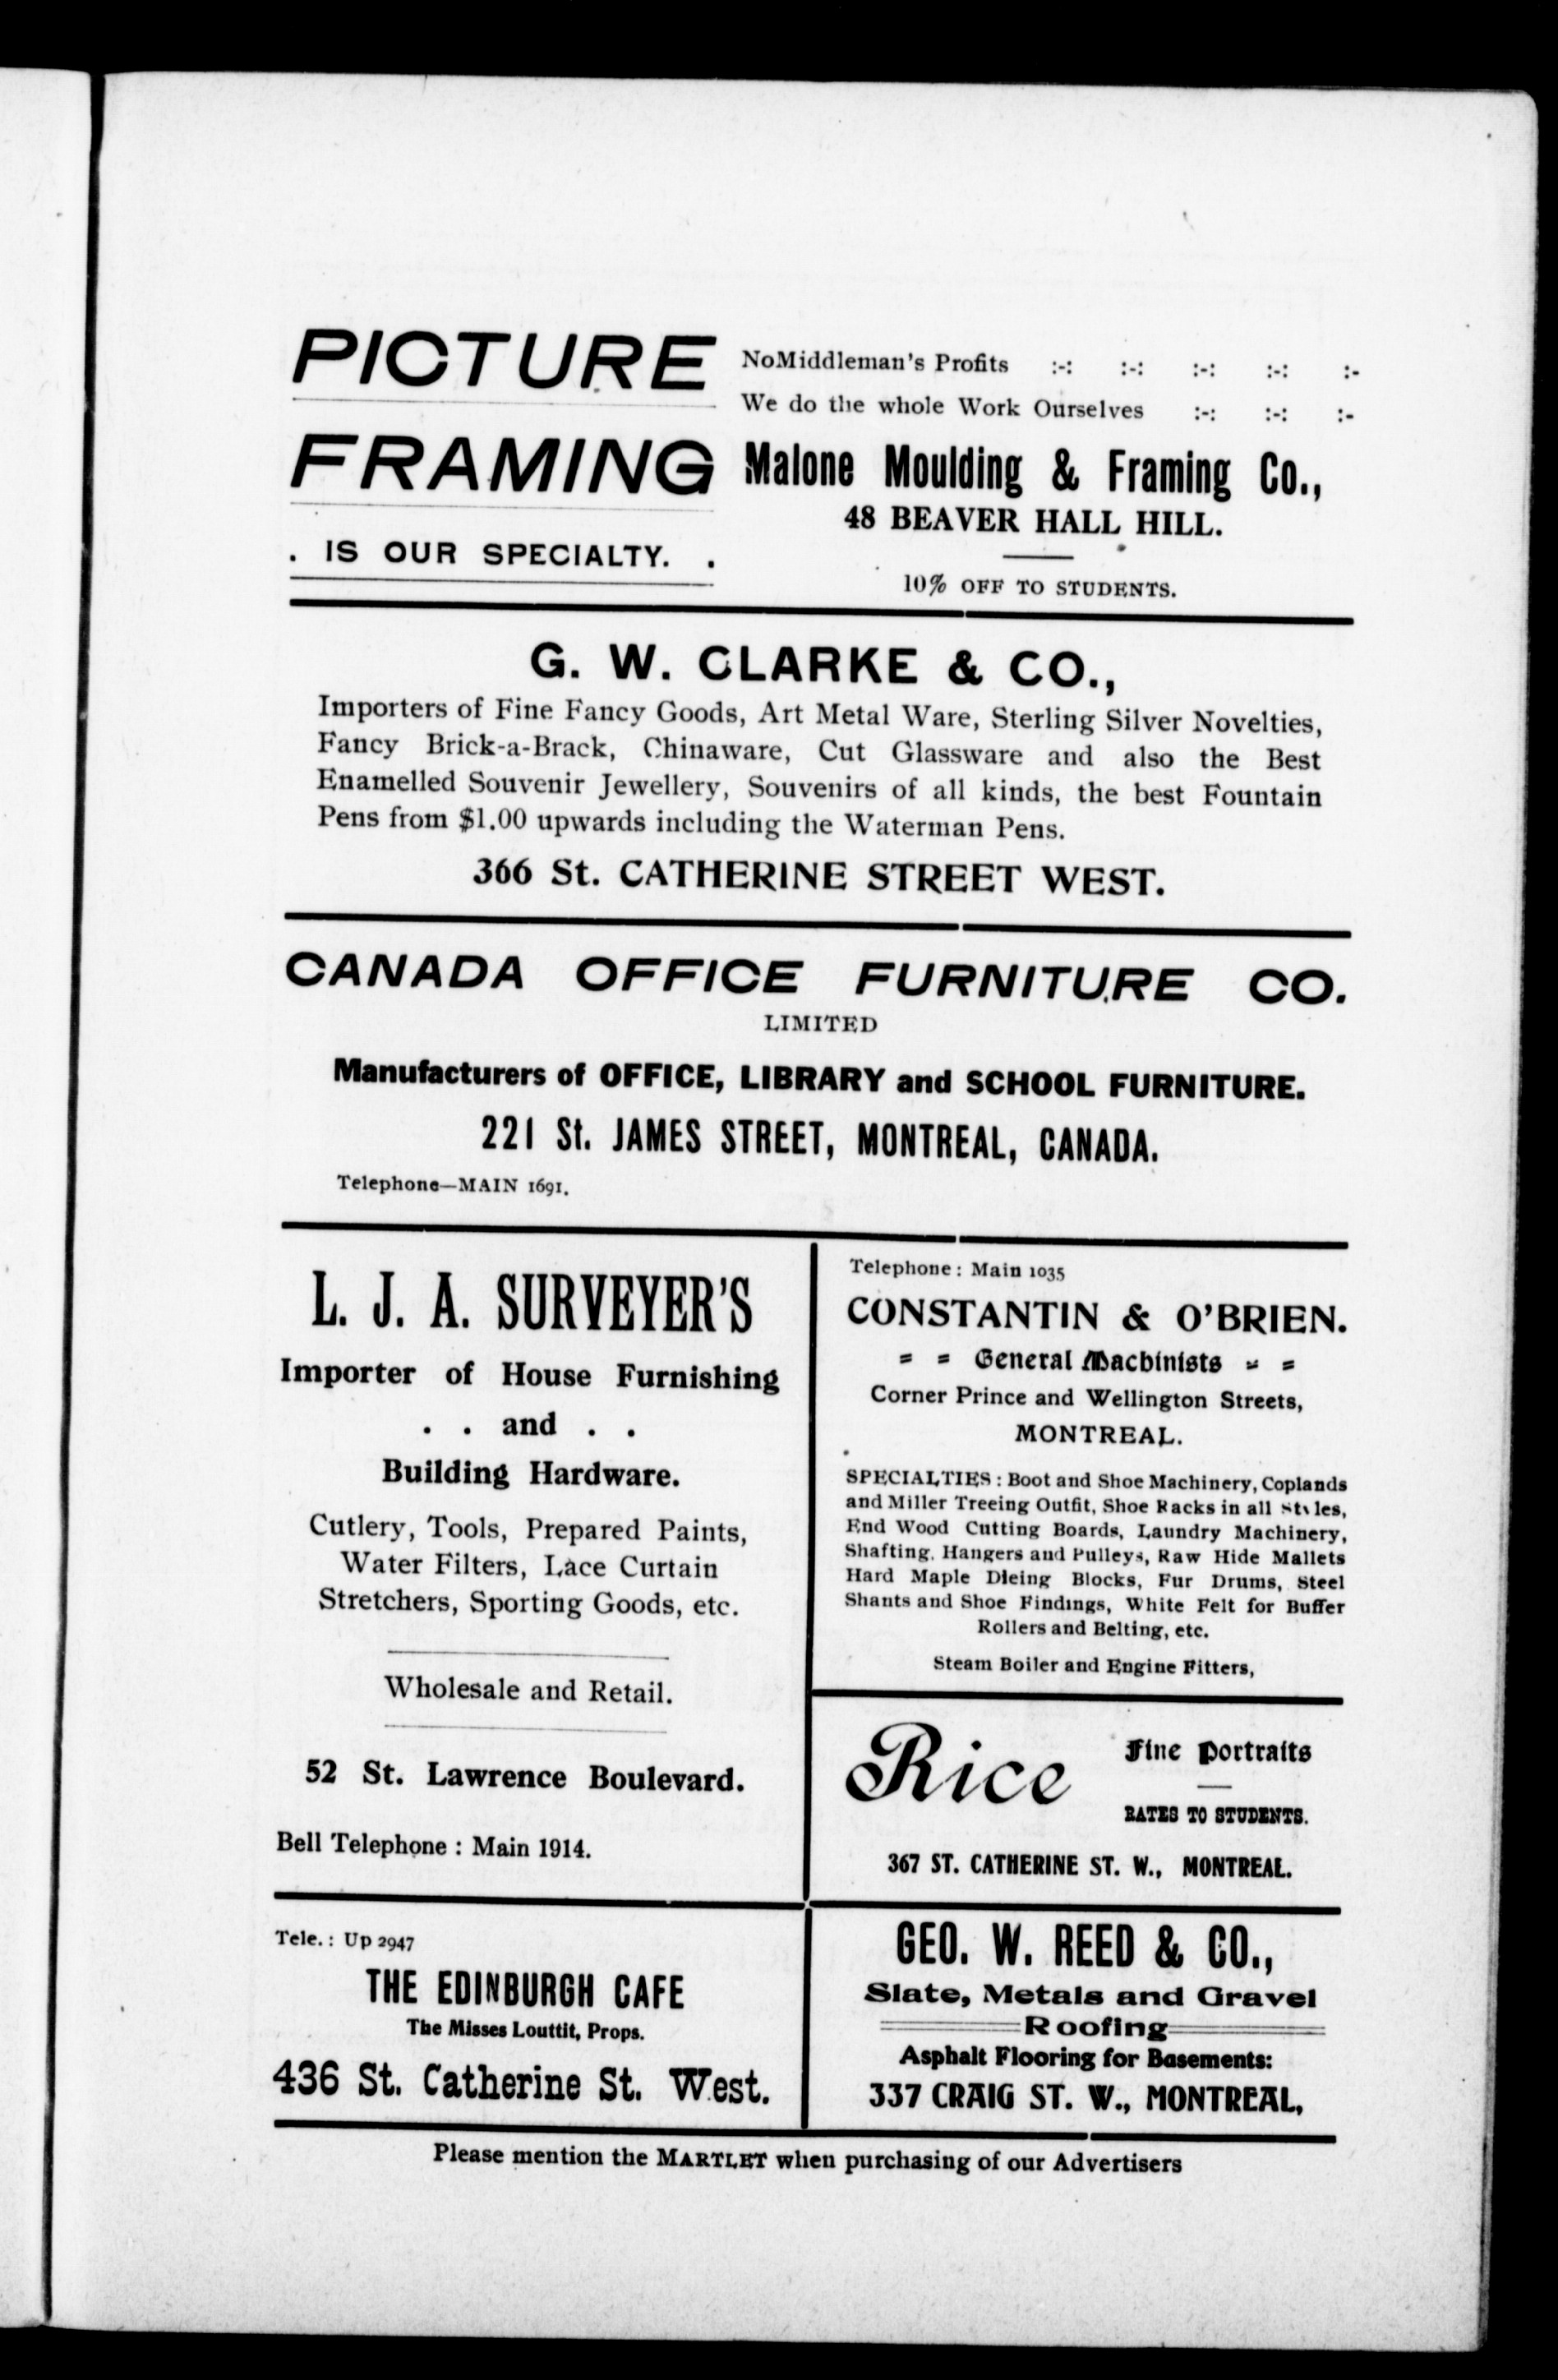 PICTURE
FRAMING
. IS OUR SPECIALTY. .
NoMiddleman's Profits :-: :-: :-: :-: :-
We do the whole Work Ourselves :-: :-: :-
Malone Moulding & Framing Co.,
48 BEAVER HALL HILL.
10% OFF TO STUDENTS.
G. W. CLARKE & CO.,
Importers of Fine Fancy Goods, Art Metal Ware, Sterling Silver Novelties,
Fancy Brick-a-Brack, Chinaware, Cut Glassware and also the Best
Enamelled Souvenir Jewellery, Souvenirs of all kinds, the best Fountain
Pens from $1.00 upwards including the Waterman Pens.
366 St. CATHERINE STREET WEST.
CANADA OFFICE FURNITURE CO.
LIMITED
Manufacturers of OFFICE, LIBRARY and SCHOOL FURNITURE.
221 St. JAMES STREET, MONTREAL, CANADA.
Telephone—MAIN 1691.
L. J. A. SURVEYER'S
Importer of House Furnishing
. . and . .
Building Hardware.
Cutlery, Tools, Prepared Paints,
Water Filters, Lace Curtain
Stretchers, Sporting Goods, etc.
Wholesale and Retail.
52 St. Lawrence Boulevard.
Bell Telephone : Main 1914.
Telephone : Main 1035
CONSTANTIN & O'BRIEN.
= = General Machinists = =
Corner Prince and Wellington Streets,
MONTREAL.
SPECIALTIES : Boot and Shoe Machinery, Coplands
and Miller Treeing Outfit, Shoe Racks in all Styles,
End Wood Cutting Boards, Laundry Machinery,
Shafting, Hangers and Pulleys, Raw Hide Mallets
Hard Maple Dieing Blocks, Fur Drums, Steel
Shants and Shoe Findings, White Felt for Buffer
Rollers and Belting, etc.
Steam Boiler and Engine Fitters,
Rice
Fine Portraits
RATES TO STUDENTS.
367 ST. CATHERINE ST. W., MONTREAL.
Tele. : Up 2947
THE EDINBURGH CAFE
The Misses Louttit, Props.
436 St. Catherine St. West.
GEO. W. REED & CO.,
Slate, Metals and Gravel
Roofing
Asphalt Flooring for Basements:
337 CRAIG ST. W., MONTREAL,
Please mention the MARTLET when purchasing of our Advertisers